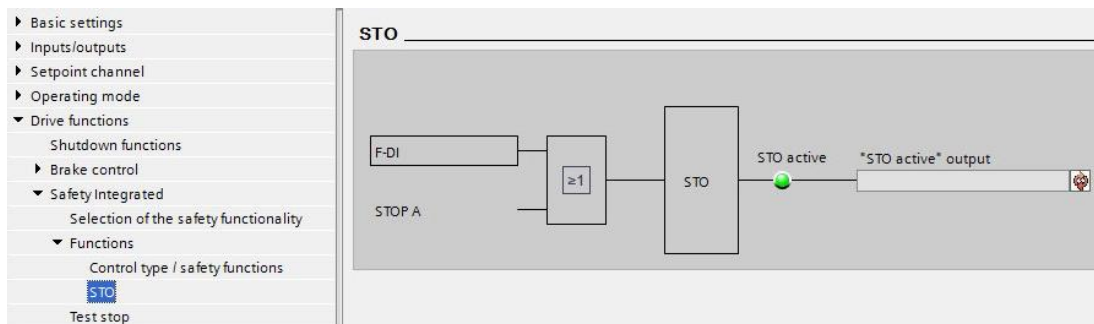 Basic settings
Inputs/outputs
Setpoint channel
Operating mode
Drive functions
Shutdown functions
Brake control
Safety Integrated
Selection of the safety functionality
Functions
Control type / safety functions
STO
Test stop
STO
F-DI
STOP A
≥1
STO
STO active
"STO active" output